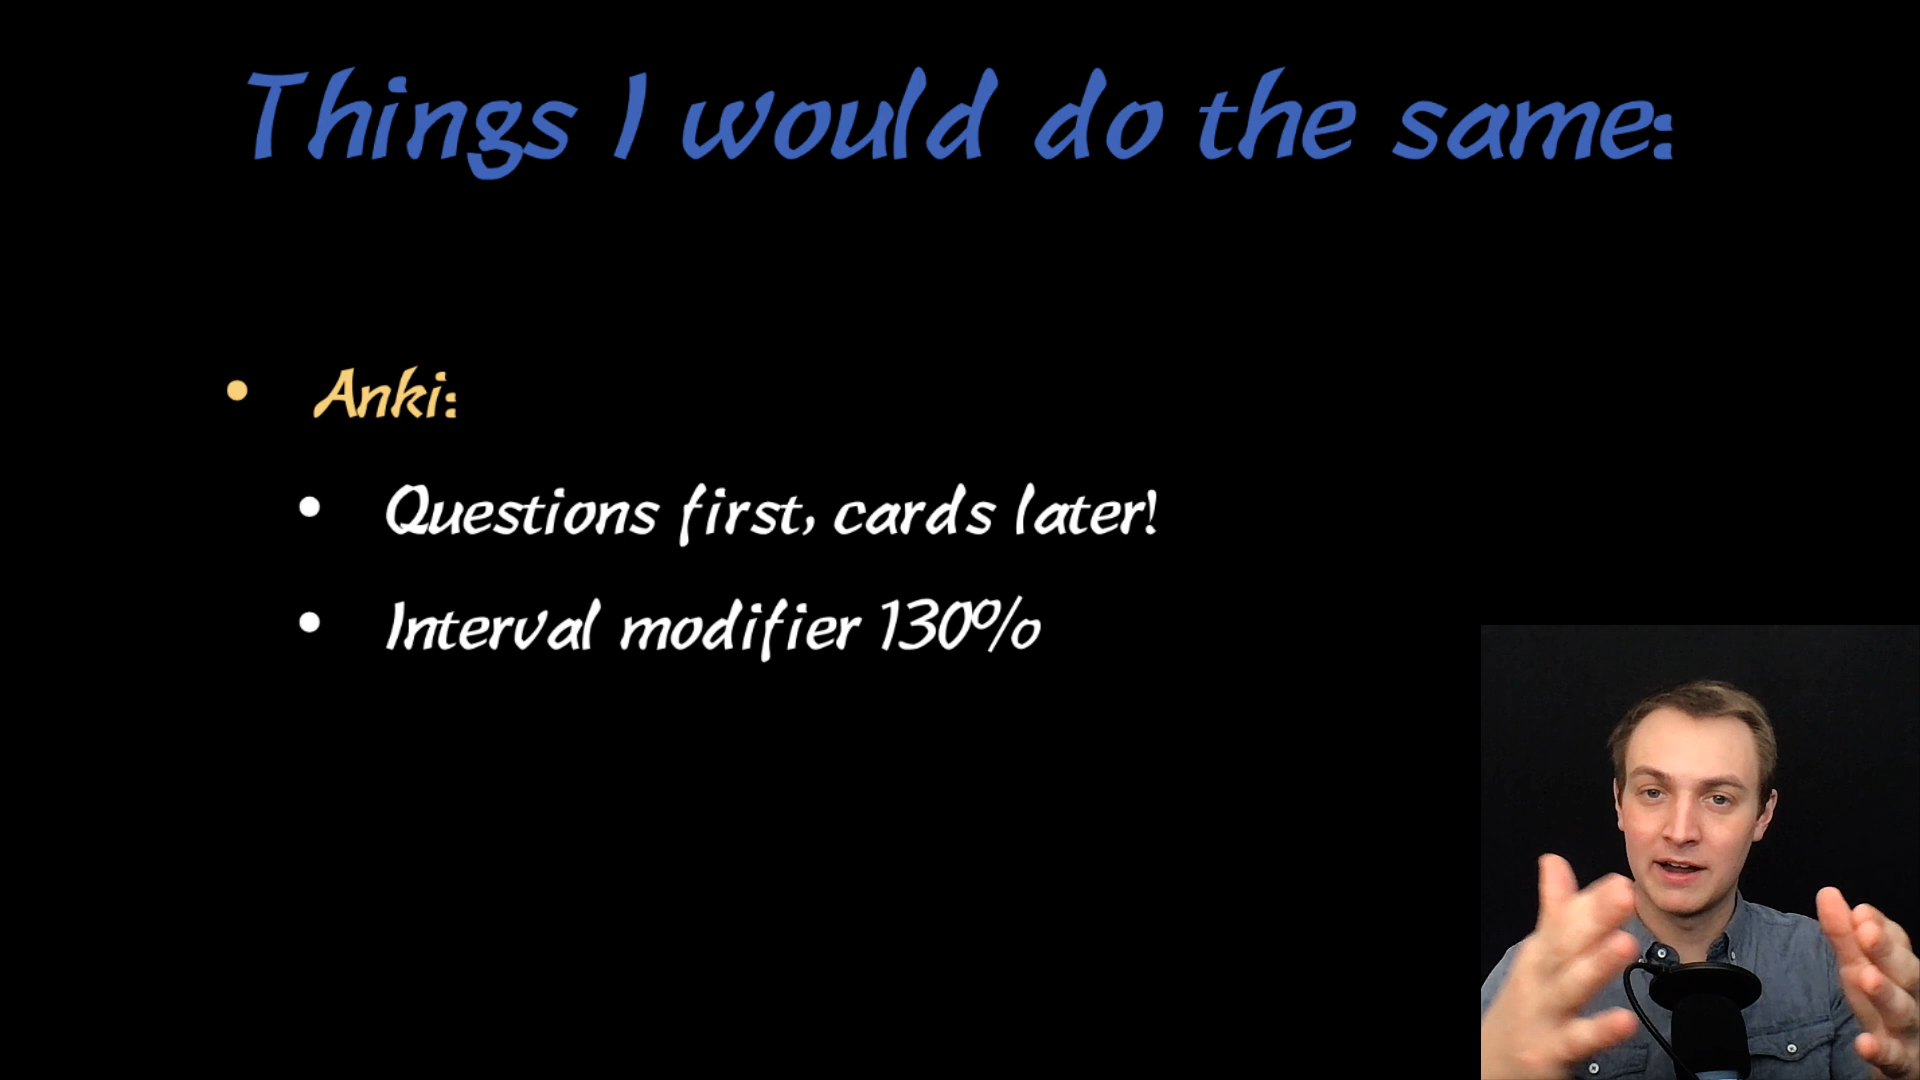 Things I would do the same:
• Anki:
• Questions first, cards later!
• Interval modifier 130%